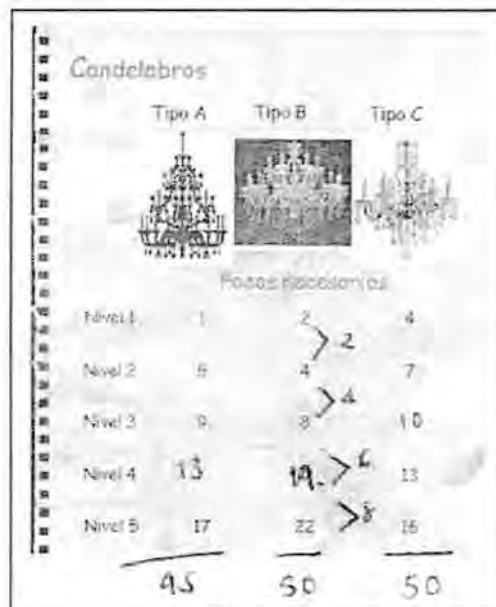 Candelabros
Tipo A Tipo B Tipo C
Focos necesarios
Nivel 1 1 2 4
2
Nivel 2 5 4 7
4
Nivel 3 9 8 10
6
Nivel 4 13 14 13
8
Nivel 5 17 22 16
45 50 50